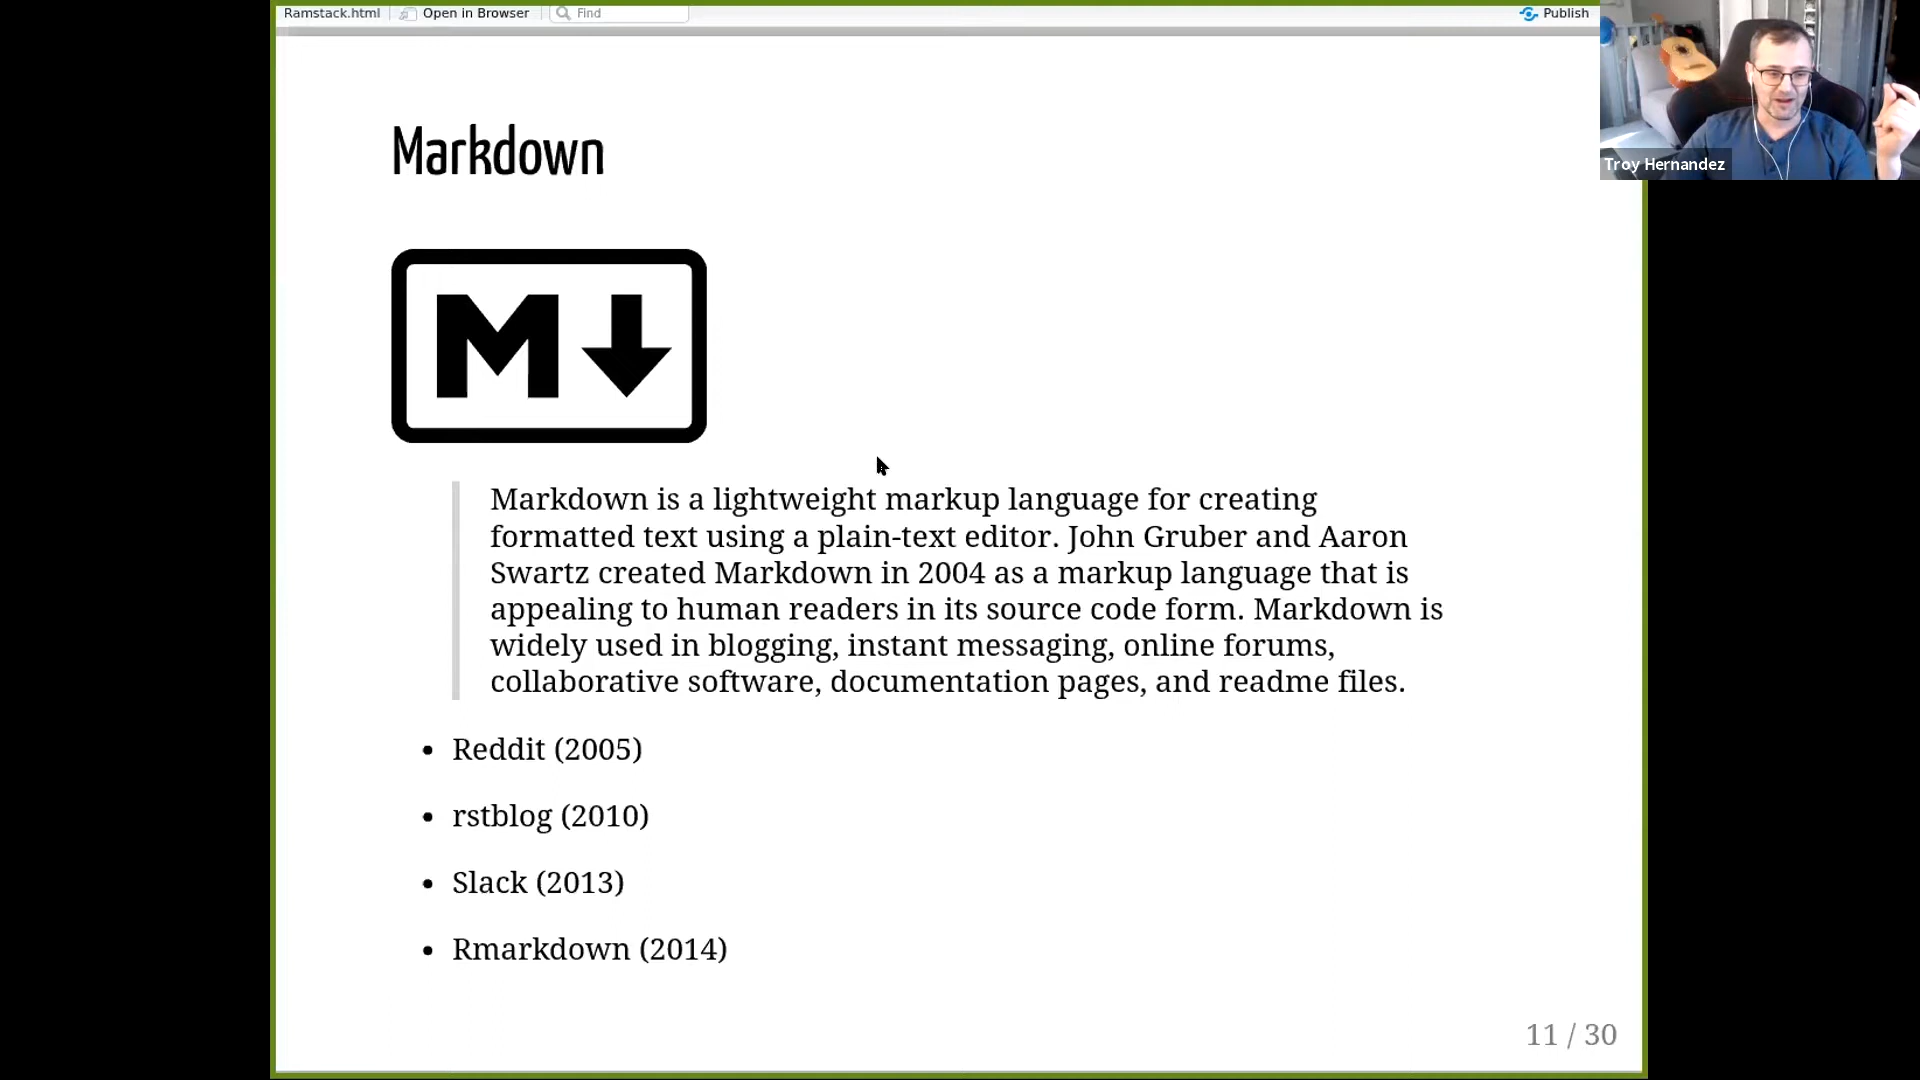 Ramstack.html Open in Browser Find Publish
Troy Hernandez
Markdown
M
Markdown is a lightweight markup language for creating
formatted text using a plain-text editor. John Gruber and Aaron
Swartz created Markdown in 2004 as a markup language that is
appealing to human readers in its source code form. Markdown is
widely used in blogging, instant messaging, online forums,
collaborative software, documentation pages, and readme files.
• Reddit (2005)
• rstblog (2010)
• Slack (2013)
• Rmarkdown (2014)
11 / 30